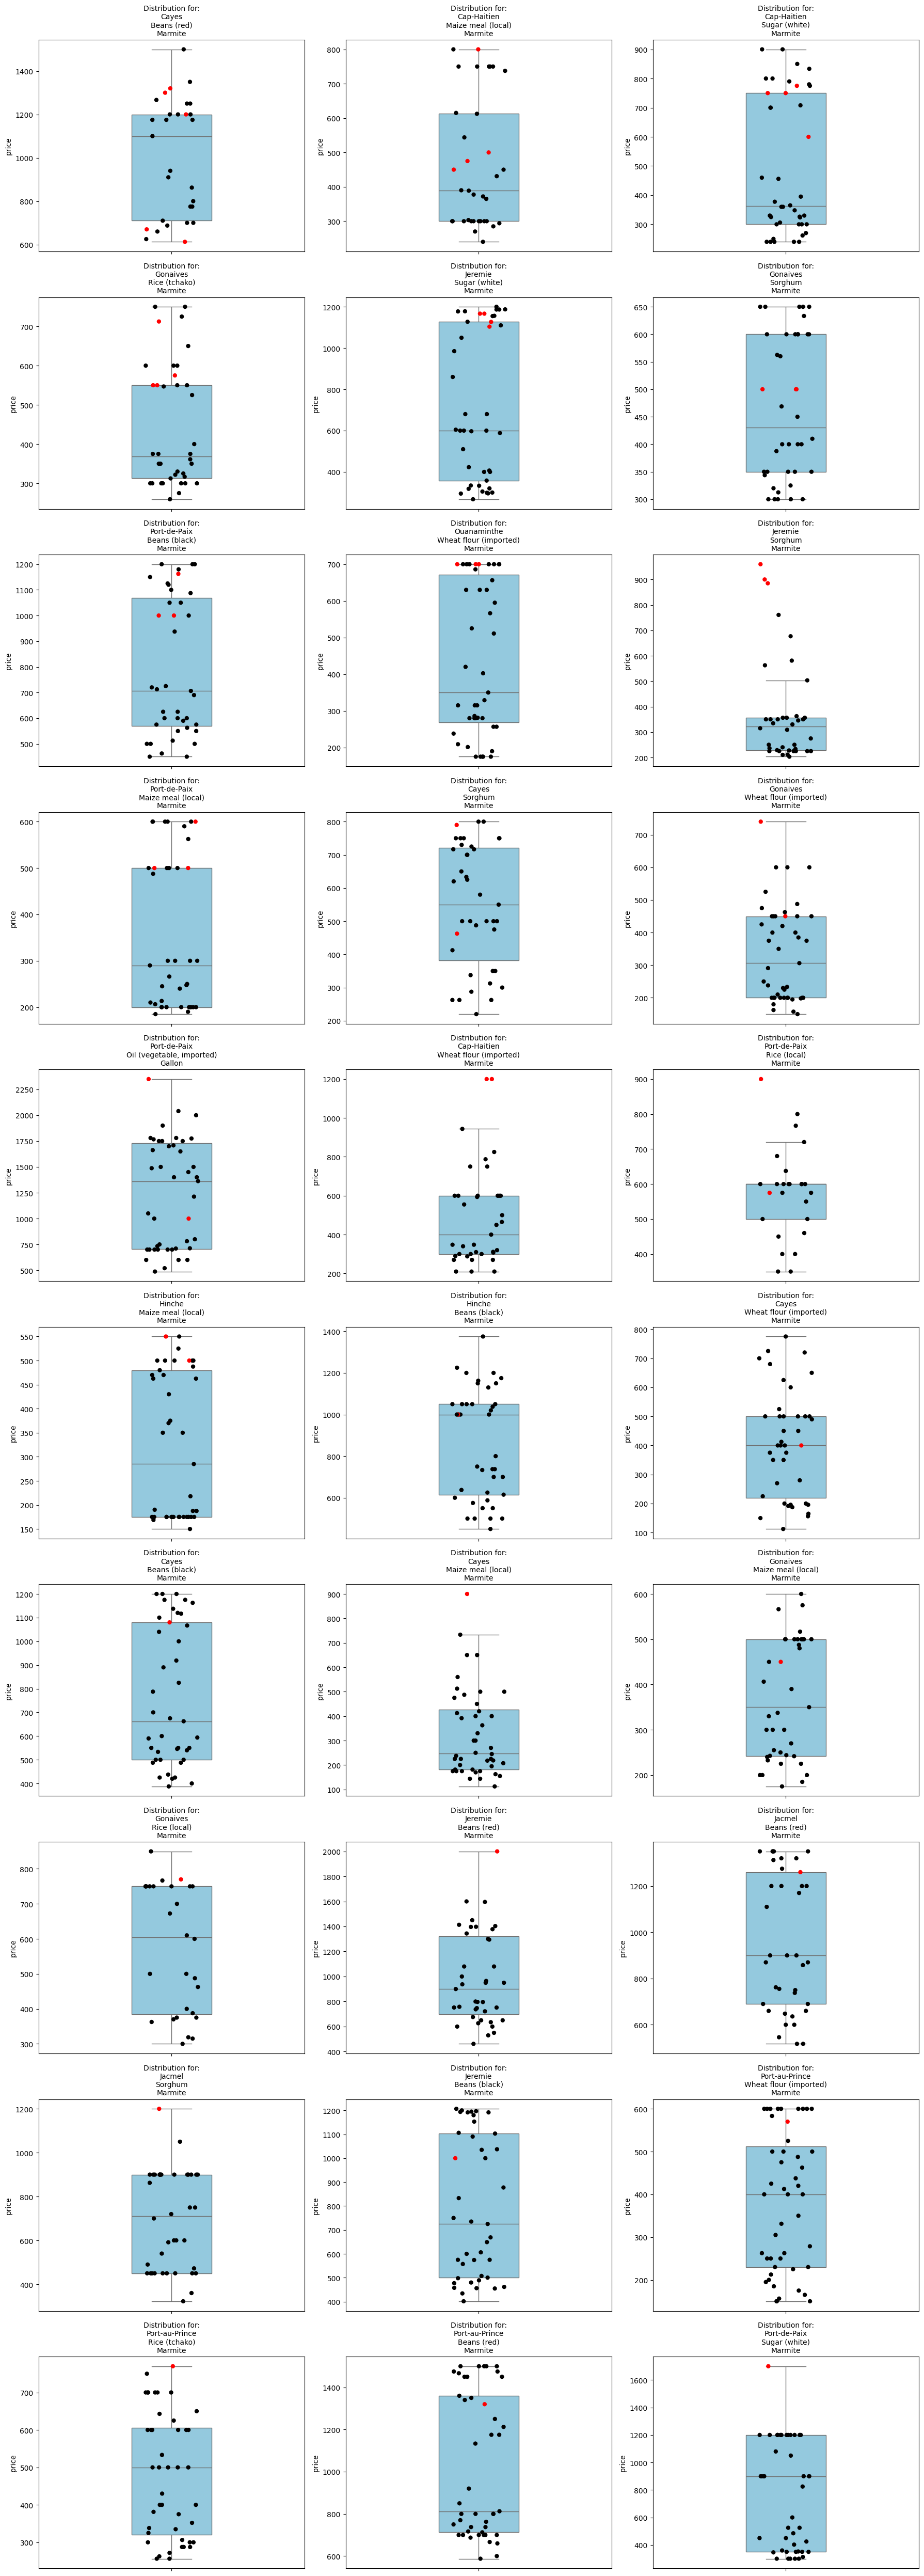 Distribution for:
Cayes
Beans (red)
Marmite
price
1400
1200
1000
800
600
Distribution for:
Cap-Haitien
Maize meal (local)
Marmite
price
800
700
600
500
400
300
Distribution for:
Cap-Haitien
Sugar (white)
Marmite
price
900
800
700
600
500
400
300
Distribution for:
Gonaives
Rice (tchako)
Marmite
price
700
600
500
400
300
Distribution for:
Jeremie
Sugar (white)
Marmite
price
1200
1000
800
600
400
Distribution for:
Gonaives
Sorghum
Marmite
price
650
600
550
500
450
400
350
300
Distribution for:
Port-de-Paix
Beans (black)
Marmite
price
1200
1100
1000
900
800
700
600
500
Distribution for:
Ouanaminthe
Wheat flour (imported)
Marmite
price
700
600
500
400
300
200
Distribution for:
Jeremie
Sorghum
Marmite
price
900
800
700
600
500
400
300
200
Distribution for:
Port-de-Paix
Maize meal (local)
Marmite
price
600
500
400
300
200
Distribution for:
Cayes
Sorghum
Marmite
price
800
700
600
500
400
300
200
Distribution for:
Gonaives
Wheat flour (imported)
Marmite
price
700
600
500
400
300
200
Distribution for:
Port-de-Paix
Oil (vegetable, imported)
Gallon
price
2250
2000
1750
1500
1250
1000
750
500
Distribution for:
Cap-Haitien
Wheat flour (imported)
Marmite
price
1200
1000
800
600
400
200
Distribution for:
Port-de-Paix
Rice (local)
Marmite
price
900
800
700
600
500
400
Distribution for:
Hinche
Maize meal (local)
Marmite
price
550
500
450
400
350
300
250
200
150
Distribution for:
Hinche
Beans (black)
Marmite
price
1400
1200
1000
800
600
Distribution for:
Cayes
Wheat flour (imported)
Marmite
price
800
700
600
500
400
300
200
100
Distribution for:
Cayes
Beans (black)
Marmite
price
1200
1100
1000
900
800
700
600
500
400
Distribution for:
Cayes
Maize meal (local)
Marmite
price
900
800
700
600
500
400
300
200
100
Distribution for:
Gonaives
Maize meal (local)
Marmite
price
600
500
400
300
200
Distribution for:
Gonaives
Rice (local)
Marmite
price
800
700
600
500
400
300
Distribution for:
Jeremie
Beans (red)
Marmite
price
2000
1800
1600
1400
1200
1000
800
600
400
Distribution for:
Jacmel
Beans (red)
Marmite
price
1200
1000
800
600
Distribution for:
Jacmel
Sorghum
Marmite
price
1200
1000
800
600
400
Distribution for:
Jeremie
Beans (black)
Marmite
price
1200
1100
1000
900
800
700
600
500
400
Distribution for:
Port-au-Prince
Wheat flour (imported)
Marmite
price
600
500
400
300
200
Distribution for:
Port-au-Prince
Rice (tchako)
Marmite
price
700
600
500
400
300
Distribution for:
Port-au-Prince
Beans (red)
Marmite
price
1400
1200
1000
800
600
Distribution for:
Port-de-Paix
Sugar (white)
Marmite
price
1600
1400
1200
1000
800
600
400